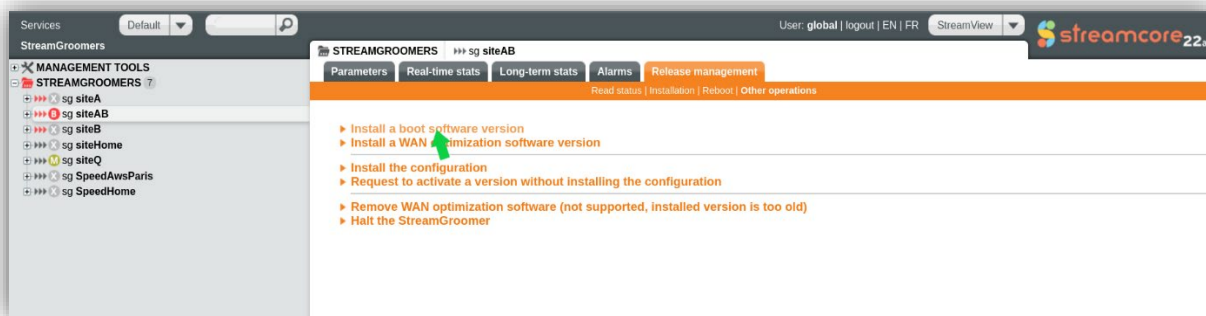 Services Default User: global | logout | EN | FR StreamView streamcore 22
StreamGroomers
STREAMGROOMERS sg siteAB
MANAGEMENT TOOLS
STREAMGROOMERS 7
sg siteA
B sg siteAB
sg siteB
sg siteHome
M sg siteQ
sg SpeedAwsParis
sg SpeedHome
Parameters Real-time stats Long-term stats Alarms Release management
Read status | Installation | Reboot | Other operations
Install a boot software version
Install a WAN optimization software version
Install the configuration
Request to activate a version without installing the configuration
Remove WAN optimization software (not supported, installed version is too old)
Halt the StreamGroomer